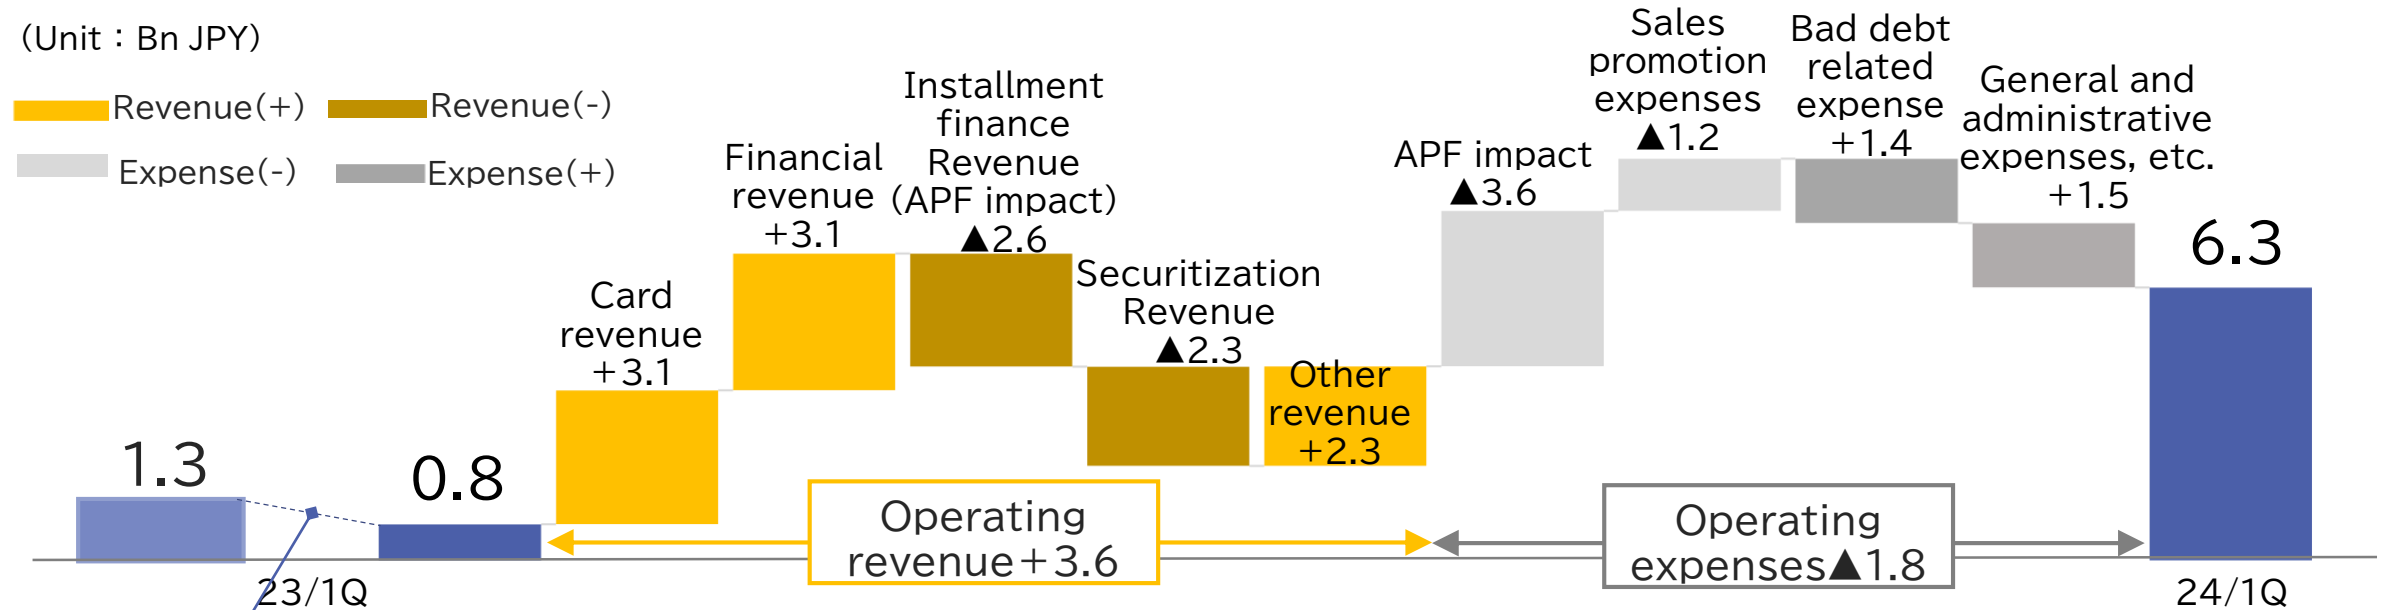 (Unit：Bn JPY)
Revenue(+)
Revenue(-)
Expense(-)
Expense(+)
1.3
0.8
23/1Q
Card
revenue
+3.1
Financial
revenue
+3.1
Installment
finance
Revenue
(APF impact)
▲2.6
Securitization
Revenue
▲2.3
Other
revenue
+2.3
Operating
revenue+3.6
APF impact
▲3.6
Sales
promotion
expenses
▲1.2
Bad debt
related
expense
+1.4
General and
administrative
expenses, etc.
+1.5
Operating
expenses▲1.8
6.3
24/1Q